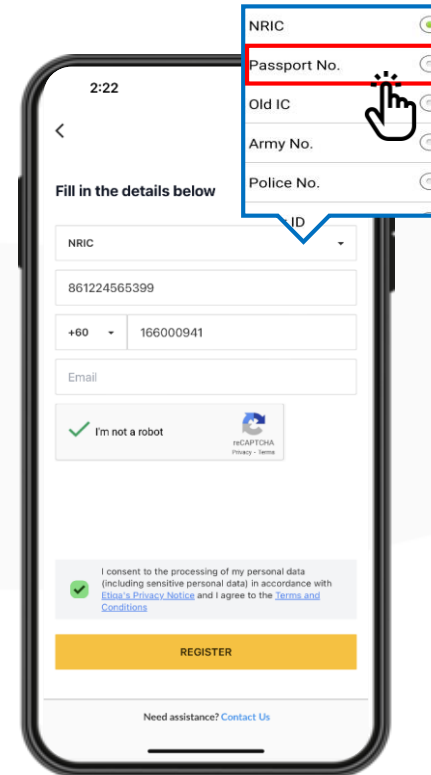 NRIC
Passport No.
Old IC
Army No.
Police No.
ID
2:22
Fill in the details below
NRIC
861224565399
+60 166000941
Email
I'm not a robot
reCAPTCHA
Privacy - Terms
I consent to the processing of my personal data
(including sensitive personal data) in accordance with
Etiqa's Privacy Notice and I agree to the Terms and
Conditions
REGISTER
Need assistance? Contact Us